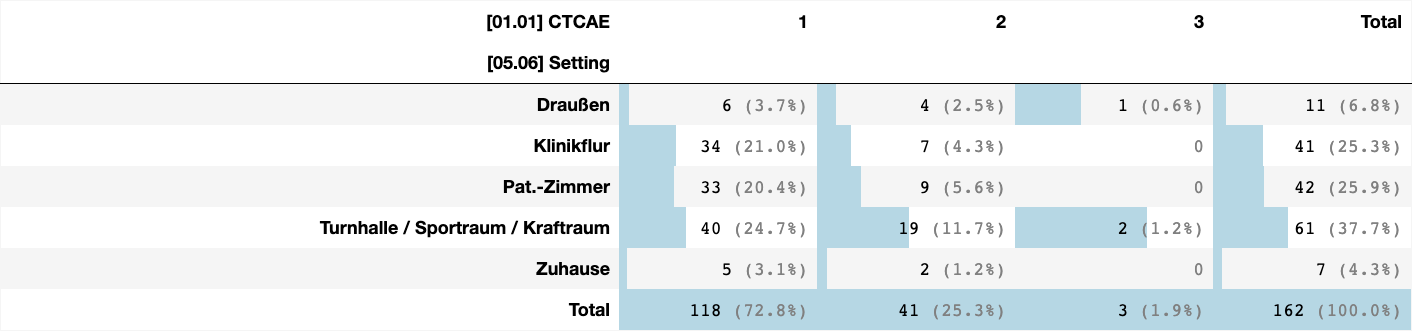 [01.01] CTCAE 1 2 3 Total
[05.06] Setting
Draußen 6 (3.7%) 4 (2.5%) 1 (0.6%) 11 (6.8%)
Klinikflur 34 (21.0%) 7 (4.3%) 0 41 (25.3%)
Pat.-Zimmer 33 (20.4%) 9 (5.6%) 0 42 (25.9%)
Turnhalle / Sportraum / Kraftraum 40 (24.7%) 19 (11.7%) 2 (1.2%) 61 (37.7%)
Zuhause 5 (3.1%) 2 (1.2%) 0 7 (4.3%)
Total 118 (72.8%) 41 (25.3%) 3 (1.9%) 162 (100.0%)